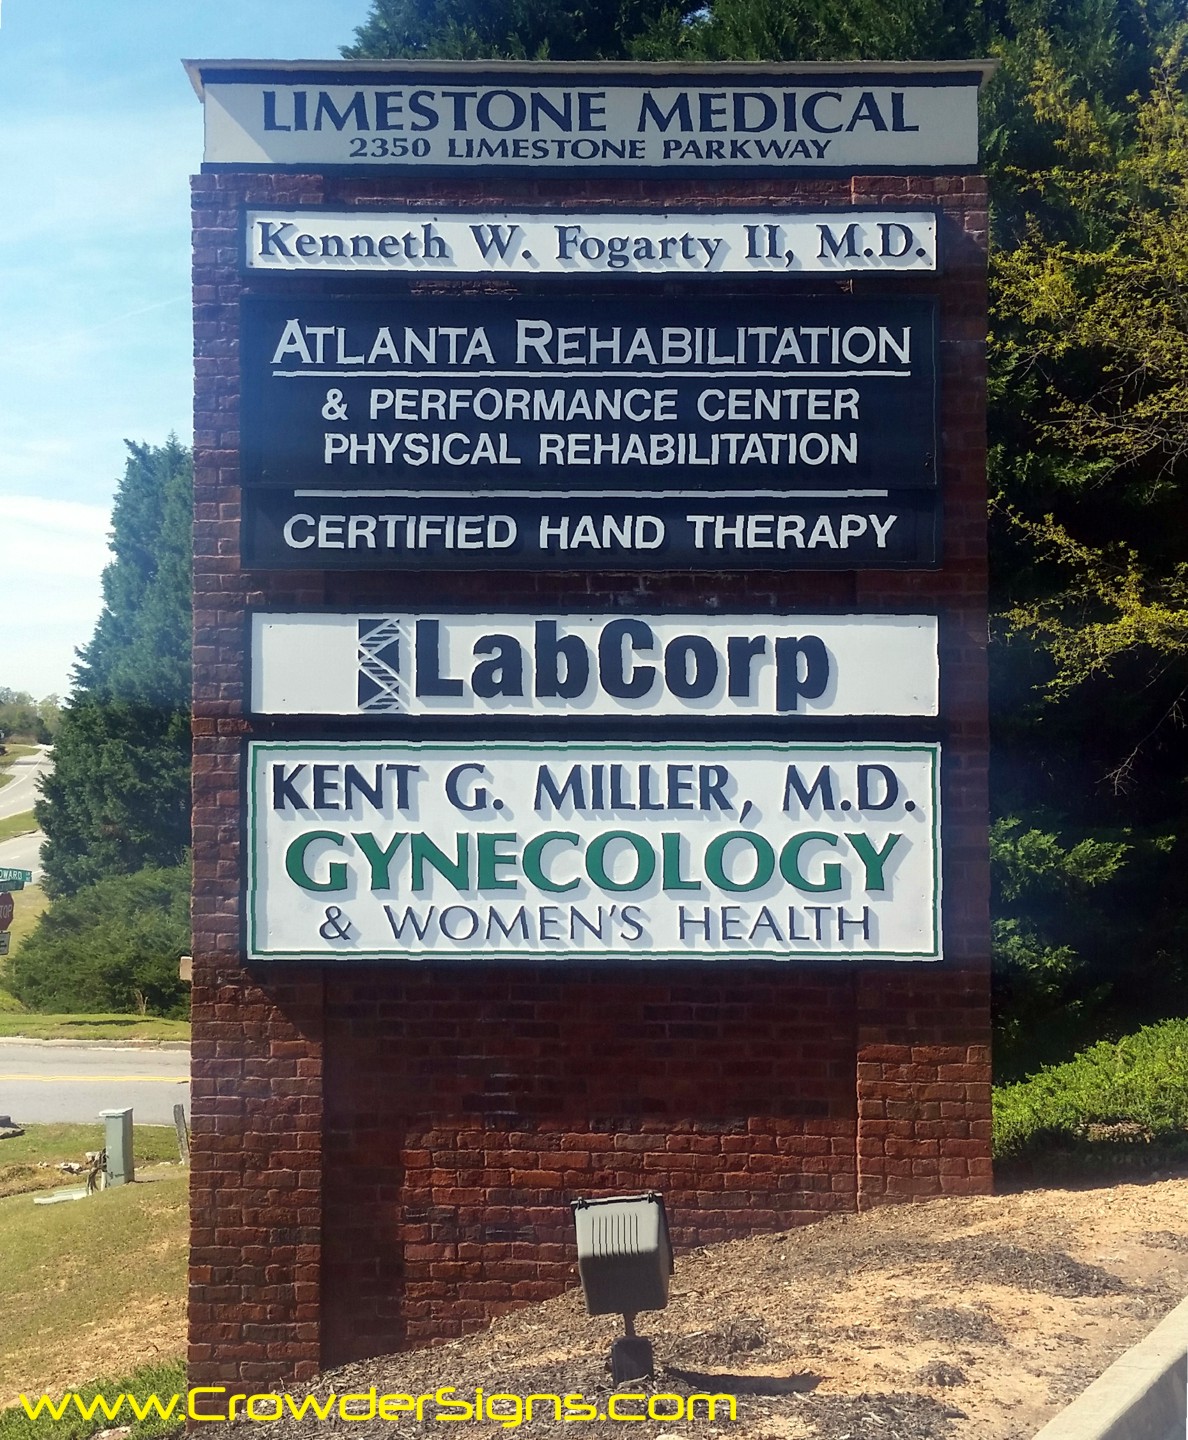 LIMESTONE MEDICAL
2350 LIMESTONE PARKWAY
Kenneth W. Fogarty II, M.D.
ATLANTA REHABILITATION
& PERFORMANCE CENTER
PHYSICAL REHABILITATION
CERTIFIED HAND THERAPY
LabCorp
KENT G. MILLER, M.D.
GYNECOLOGY
& WOMEN'S HEALTH
www.CrowderSigns.com